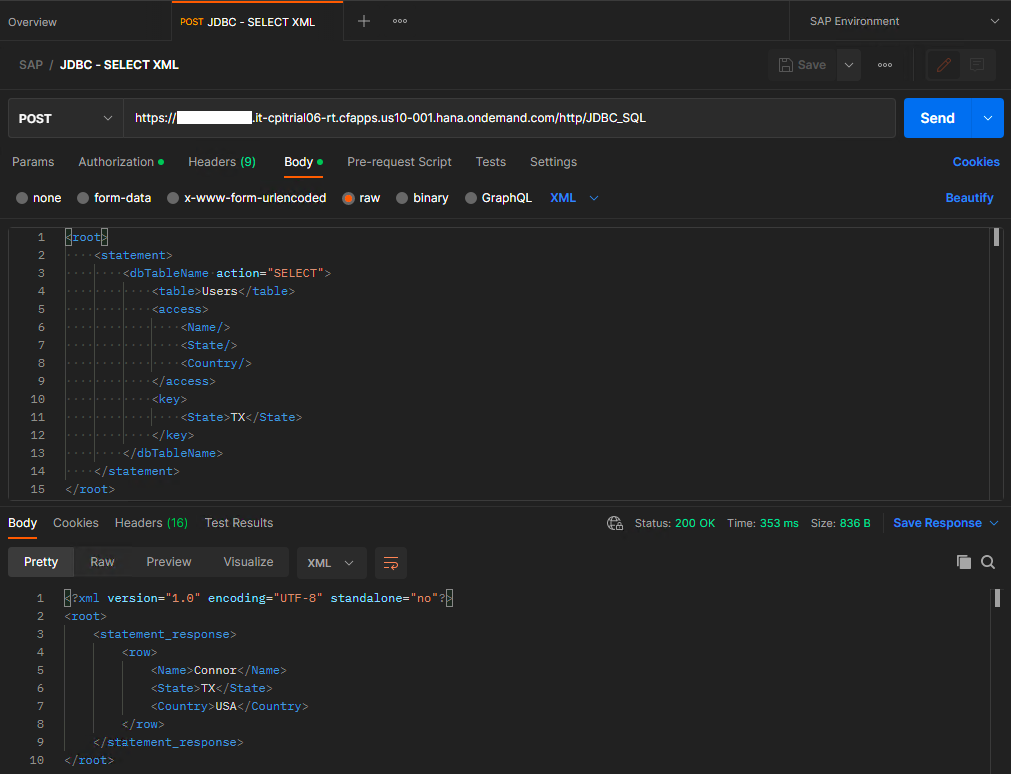 Overview
POST JDBC - SELECT XML
SAP Environment
SAP / JDBC - SELECT XML
Save
POST
https://.it-cpitrial06-rt.cfapps.us10-001.hana.ondemand.com/http/JDBC_SQL
Send
Params Authorization Headers (9) Body Pre-request Script Tests Settings Cookies
none form-data x-www-form-urlencoded raw binary GraphQL XML Beautify
1 <root>
2 <statement>
3 <dbTableName action="SELECT">
4 <table>Users</table>
5 <access>
6 <Name/>
7 <State/>
8 <Country/>
9 </access>
10 <key>
11 <State>TX</State>
12 </key>
13 </dbTableName>
14 </statement>
15 </root>
Body Cookies Headers (16) Test Results Status: 200 OK Time: 353 ms Size: 836 B Save Response
Pretty Raw Preview Visualize XML
1 <?xml version="1.0" encoding="UTF-8" standalone="no"?>
2 <root>
3 <statement_response>
4 <row>
5 <Name>Connor</Name>
6 <State>TX</State>
7 <Country>USA</Country>
8 </row>
9 </statement_response>
10 </root>